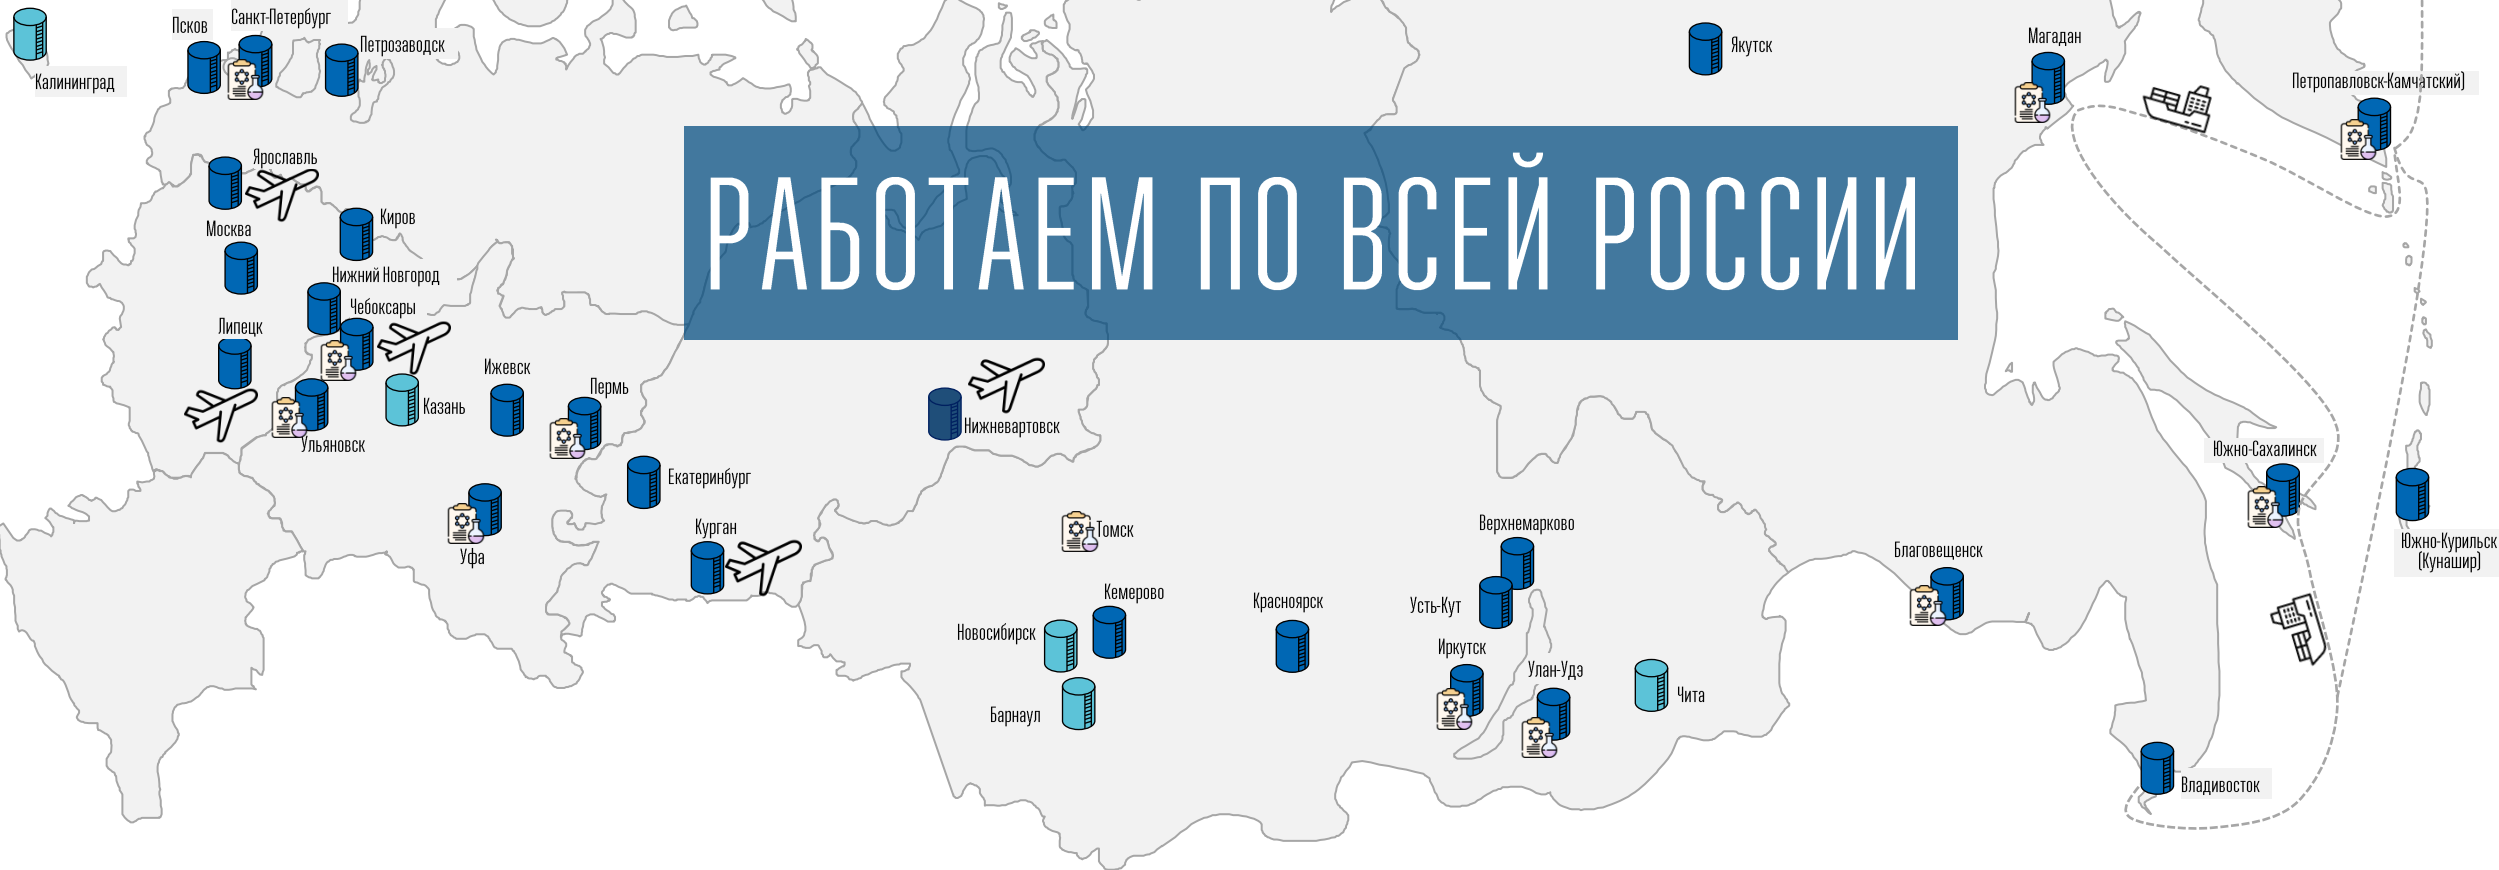 Псков
Санкт-Петербург
Петрозаводск
Калининград
Якутск
Магадан
Петропавловск-Камчатский)
РАБОТАЕМ ПО ВСЕЙ РОССИИ
Ярославль
Киров
Москва
Нижний Новгород
Чебоксары
Липецк
Ижевск
Пермь
Казань
Ульяновск
Нижневартовск
Екатеринбург
Курган
Уфа
Томск
Верхнемарково
Южно-Сахалинск
Южно-Курильск
(Кунашир)
Благовещенск
Кемерово
Красноярск
Усть-Кут
Новосибирск
Иркутск
Улан-Удэ
Чита
Барнаул
Владивосток